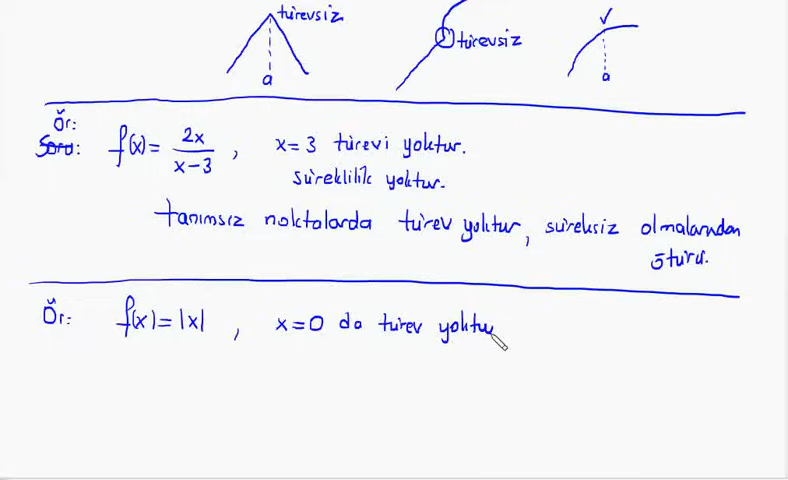 türevsiz
türevsiz
a
a
Ör:
Soru: f(x) = 2x / x-3 , x=3 türevi yoktur.
süreklilik yoktur.
tanımsız noktalarda türev yoktur, süreksiz olmalarından
ötürü.
Ör: f(x) = |x| , x=0 da türev yoktu